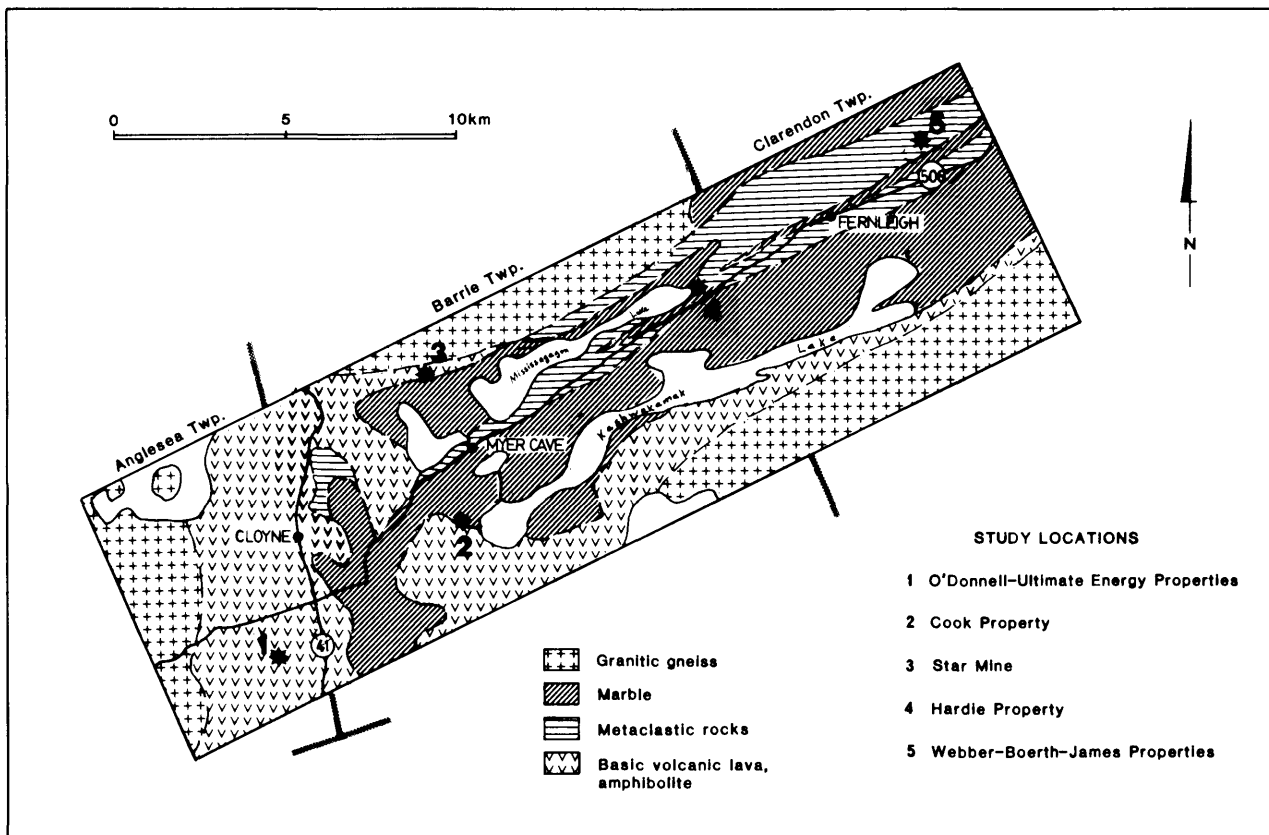 0 5 10km
Clarendon Twp.
5
506
FERNLEIGH
N
Barrie Twp.
Mississagagon Lake
3
Anglesea Twp.
MYER CAVE
Kashwakamak Lake
CLOYNE
2
1
41
STUDY LOCATIONS
1 O'Donnell-Ultimate Energy Properties
2 Cook Property
3 Star Mine
4 Hardie Property
5 Webber-Boerth-James Properties
Granitic gneiss
Marble
Metaclastic rocks
Basic volcanic lava,
amphibolite